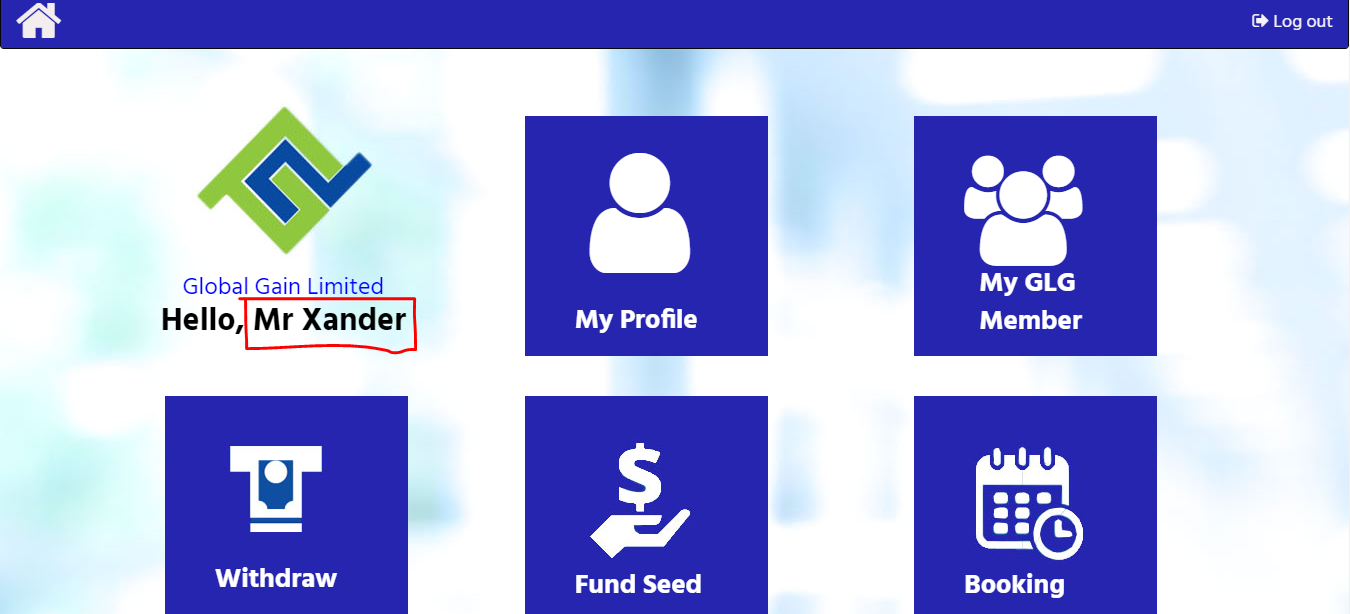 Log out
Global Gain Limited
Hello, Mr Xander
My Profile
My GLG
Member
Withdraw
Fund Seed
Booking